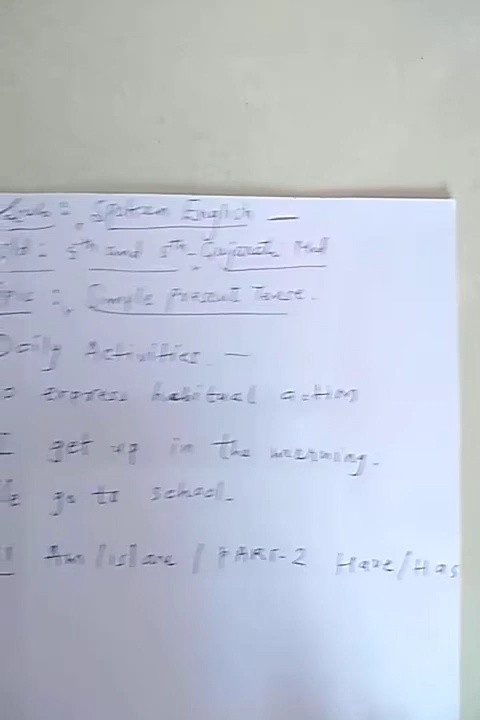 = " Spoken English —
: 5th and 6th - Gujarati Med
= " Simple Present Tense.
Daily Activities. —
express habitual action
I get up in the morning.
go to school.
Am/is/are / PART-2 Have/Has